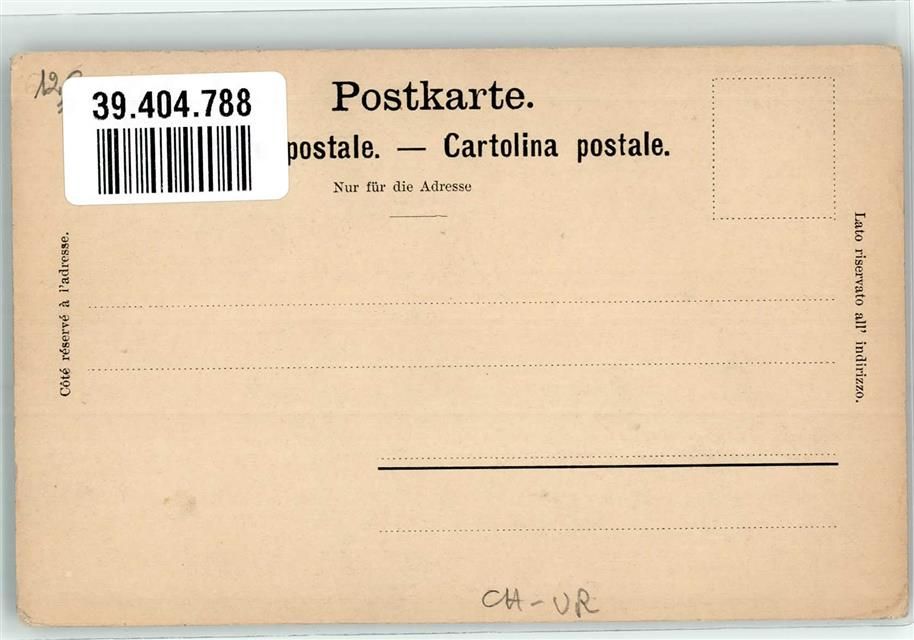 39.404.788
Postkarte.
postale. — Cartolina postale.
Nur für die Adresse
Côté réservé à l'adresse.
Lato riservato all' indirizzo.
CH-UR